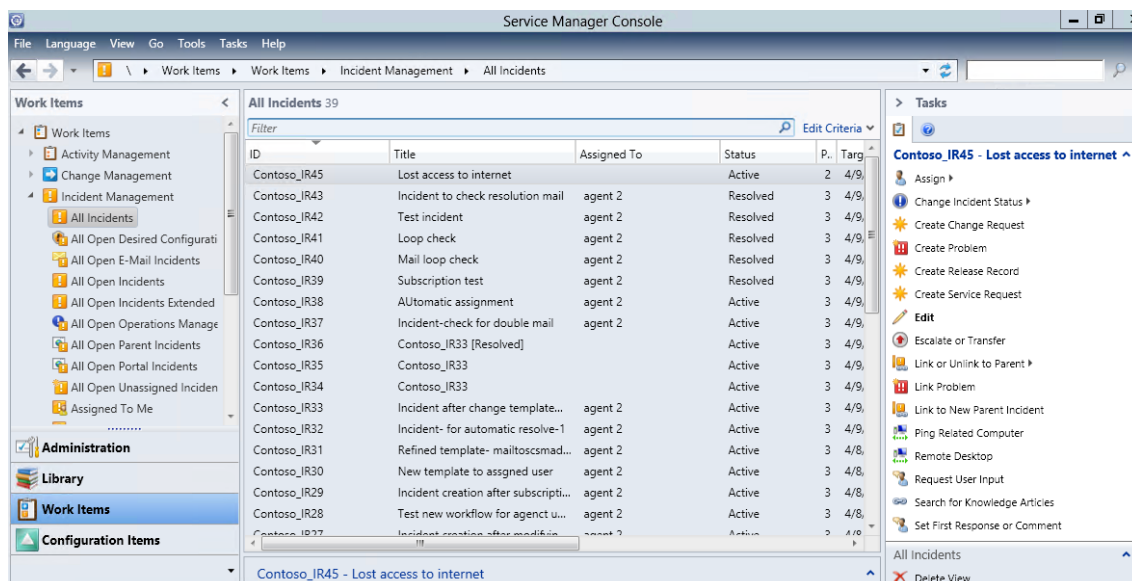 Service Manager Console
File Language View Go Tools Tasks Help
\ Work Items Work Items Incident Management All Incidents
Work Items
Work Items
Activity Management
Change Management
Incident Management
All Incidents
All Open Desired Configurati
All Open E-Mail Incidents
All Open Incidents
All Open Incidents Extended
All Open Operations Manage
All Open Parent Incidents
All Open Portal Incidents
All Open Unassigned Inciden
Assigned To Me
Administration
Library
Work Items
Configuration Items
All Incidents 39
Filter Edit Criteria
ID Title Assigned To Status P.. Targ
Contoso_IR45 Lost access to internet Active 2 4/9,
Contoso_IR43 Incident to check resolution mail agent 2 Resolved 3 4/9,
Contoso_IR42 Test incident agent 2 Resolved 3 4/9,
Contoso_IR41 Loop check agent 2 Resolved 3 4/9,
Contoso_IR40 Mail loop check agent 2 Resolved 3 4/9,
Contoso_IR39 Subscription test agent 2 Resolved 3 4/9,
Contoso_IR38 AUtomatic assignment agent 2 Active 3 4/9,
Contoso_IR37 Incident-check for double mail agent 2 Active 3 4/9,
Contoso_IR36 Contoso_IR33 [Resolved] Active 3 4/9,
Contoso_IR35 Contoso_IR33 Active 3 4/9,
Contoso_IR34 Contoso_IR33 Active 3 4/9,
Contoso_IR33 Incident after change template... agent 2 Active 3 4/9,
Contoso_IR32 Incident- for automatic resolve-1 agent 2 Active 3 4/9,
Contoso_IR31 Refined template- mailtoscsmad... agent 2 Active 3 4/8,
Contoso_IR30 New template to assgned user agent 2 Active 3 4/8,
Contoso_IR29 Incident creation after subscripti... agent 2 Active 3 4/8,
Contoso_IR28 Test new workflow for agenct u... agent 2 Active 3 4/8,
Contoso_IR27 Incident creation after modifyin agent 2 Active
Contoso_IR45 - Lost access to internet
Tasks
Contoso_IR45 - Lost access to internet
Assign
Change Incident Status
Create Change Request
Create Problem
Create Release Record
Create Service Request
Edit
Escalate or Transfer
Link or Unlink to Parent
Link Problem
Link to New Parent Incident
Ping Related Computer
Remote Desktop
Request User Input
Search for Knowledge Articles
Set First Response or Comment
All Incidents
Delete View